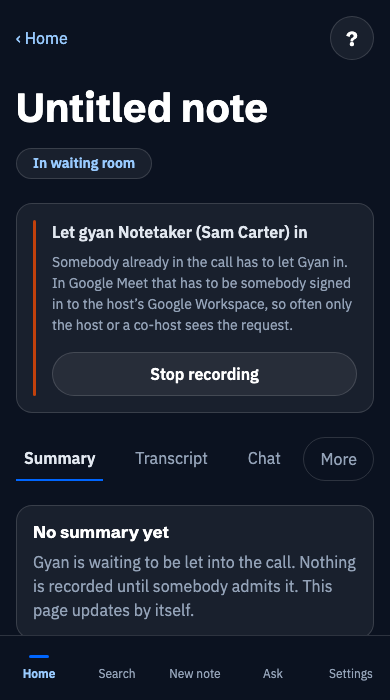 ‹ Home
?
Untitled note
In waiting room
Let gyan Notetaker (Sam Carter) in
Somebody already in the call has to let Gyan in.
In Google Meet that has to be somebody signed
in to the host's Google Workspace, so often only
the host or a co-host sees the request.
Stop recording
Summary
Transcript
Chat
More
No summary yet
Gyan is waiting to be let into the call. Nothing
is recorded until somebody admits it. This
page updates by itself.
Home
Search
New note
Ask
Settings